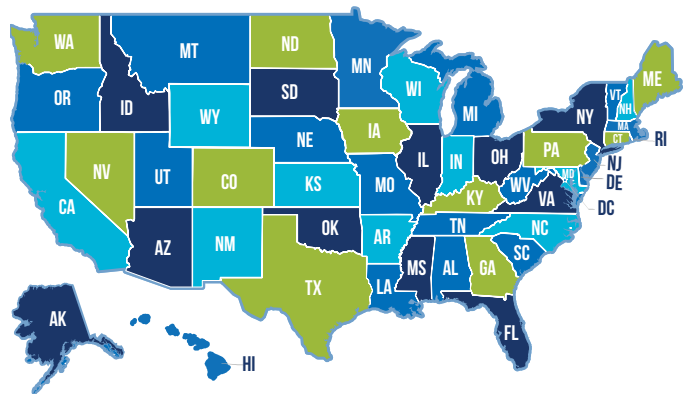 WA
MT
ND
MN
ME
OR
ID
SD
WI
MI
VT
NH
NY
MA
CT
RI
WY
IA
NE
PA
NJ
NV
UT
CO
IL
IN
OH
MD
DE
CA
KS
MO
WV
VA
KY
DC
AZ
NM
OK
AR
TN
NC
SC
TX
LA
MS
AL
GA
FL
AK
HI